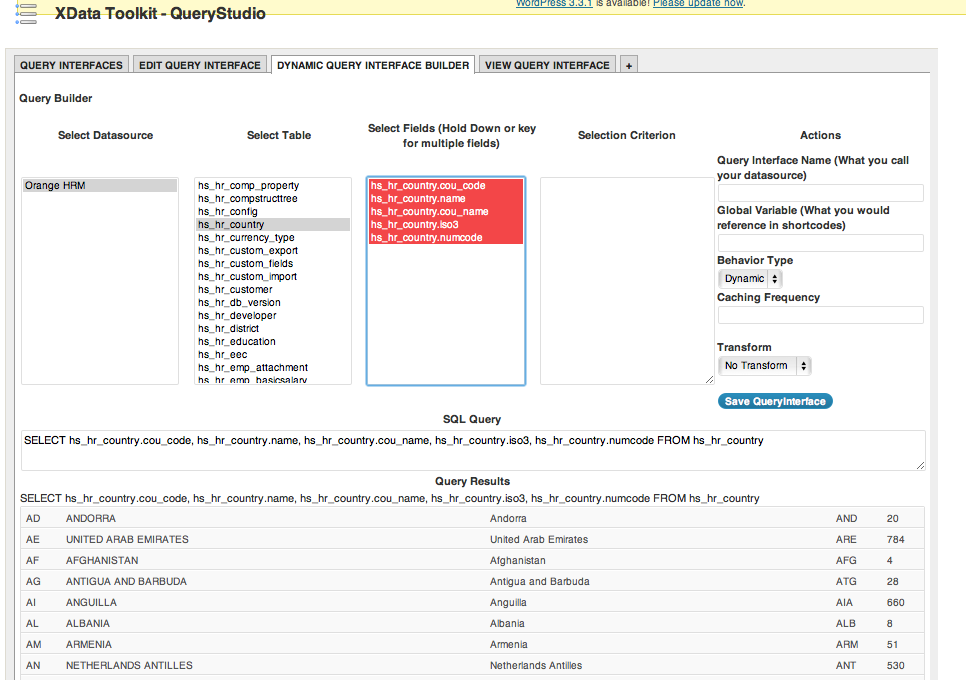 WordPress 3.3.1 is available! Please update now.
XData Toolkit - QueryStudio
QUERY INTERFACES EDIT QUERY INTERFACE DYNAMIC QUERY INTERFACE BUILDER VIEW QUERY INTERFACE +
Query Builder
Select Datasource
Select Table
Select Fields (Hold Down or key
for multiple fields)
Selection Criterion
Actions
Orange HRM
hs_hr_comp_property
hs_hr_compstructtree
hs_hr_config
hs_hr_country
hs_hr_currency_type
hs_hr_custom_export
hs_hr_custom_fields
hs_hr_custom_import
hs_hr_customer
hs_hr_db_version
hs_hr_developer
hs_hr_district
hs_hr_education
hs_hr_eec
hs_hr_emp_attachment
hs_hr_emp_basicsalary
hs_hr_country.cou_code
hs_hr_country.name
hs_hr_country.cou_name
hs_hr_country.iso3
hs_hr_country.numcode
Query Interface Name (What you call
your datasource)
Global Variable (What you would
reference in shortcodes)
Behavior Type
Dynamic
Caching Frequency
Transform
No Transform
Save QueryInterface
SQL Query
SELECT hs_hr_country.cou_code, hs_hr_country.name, hs_hr_country.cou_name, hs_hr_country.iso3, hs_hr_country.numcode FROM hs_hr_country
Query Results
SELECT hs_hr_country.cou_code, hs_hr_country.name, hs_hr_country.cou_name, hs_hr_country.iso3, hs_hr_country.numcode FROM hs_hr_country
AD ANDORRA Andorra AND 20
AE UNITED ARAB EMIRATES United Arab Emirates ARE 784
AF AFGHANISTAN Afghanistan AFG 4
AG ANTIGUA AND BARBUDA Antigua and Barbuda ATG 28
AI ANGUILLA Anguilla AIA 660
AL ALBANIA Albania ALB 8
AM ARMENIA Armenia ARM 51
AN NETHERLANDS ANTILLES Netherlands Antilles ANT 530